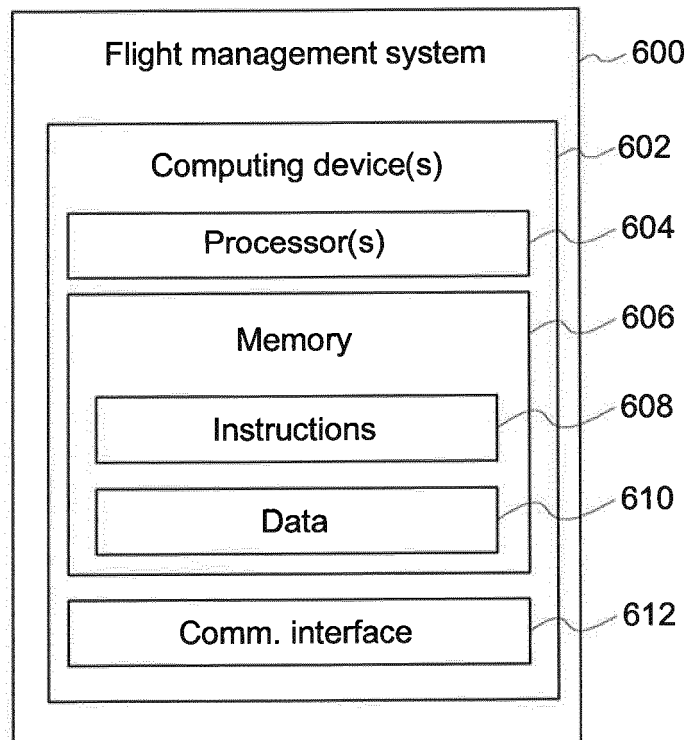 Flight management system 600
Computing device(s) 602
Processor(s) 604
Memory 606
Instructions 608
Data 610
Comm. interface 612